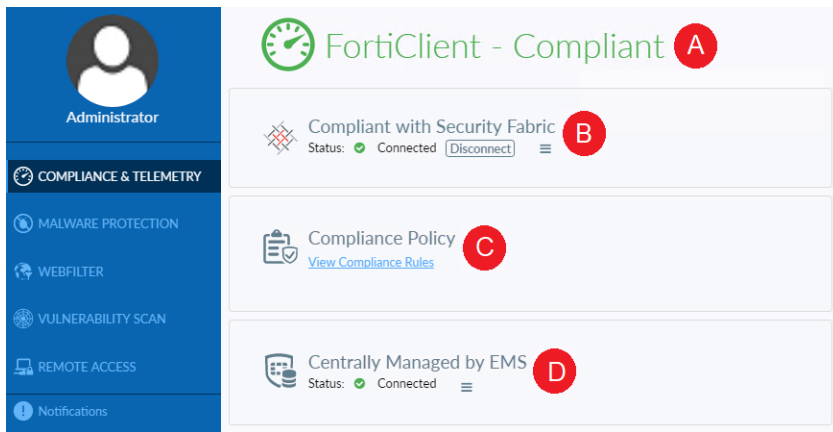 Administrator
COMPLIANCE & TELEMETRY
MALWARE PROTECTION
WEBFILTER
VULNERABILITY SCAN
REMOTE ACCESS
Notifications
FortiClient - Compliant A
Compliant with Security Fabric B
Status: Connected Disconnect
Compliance Policy C
View Compliance Rules
Centrally Managed by EMS D
Status: Connected